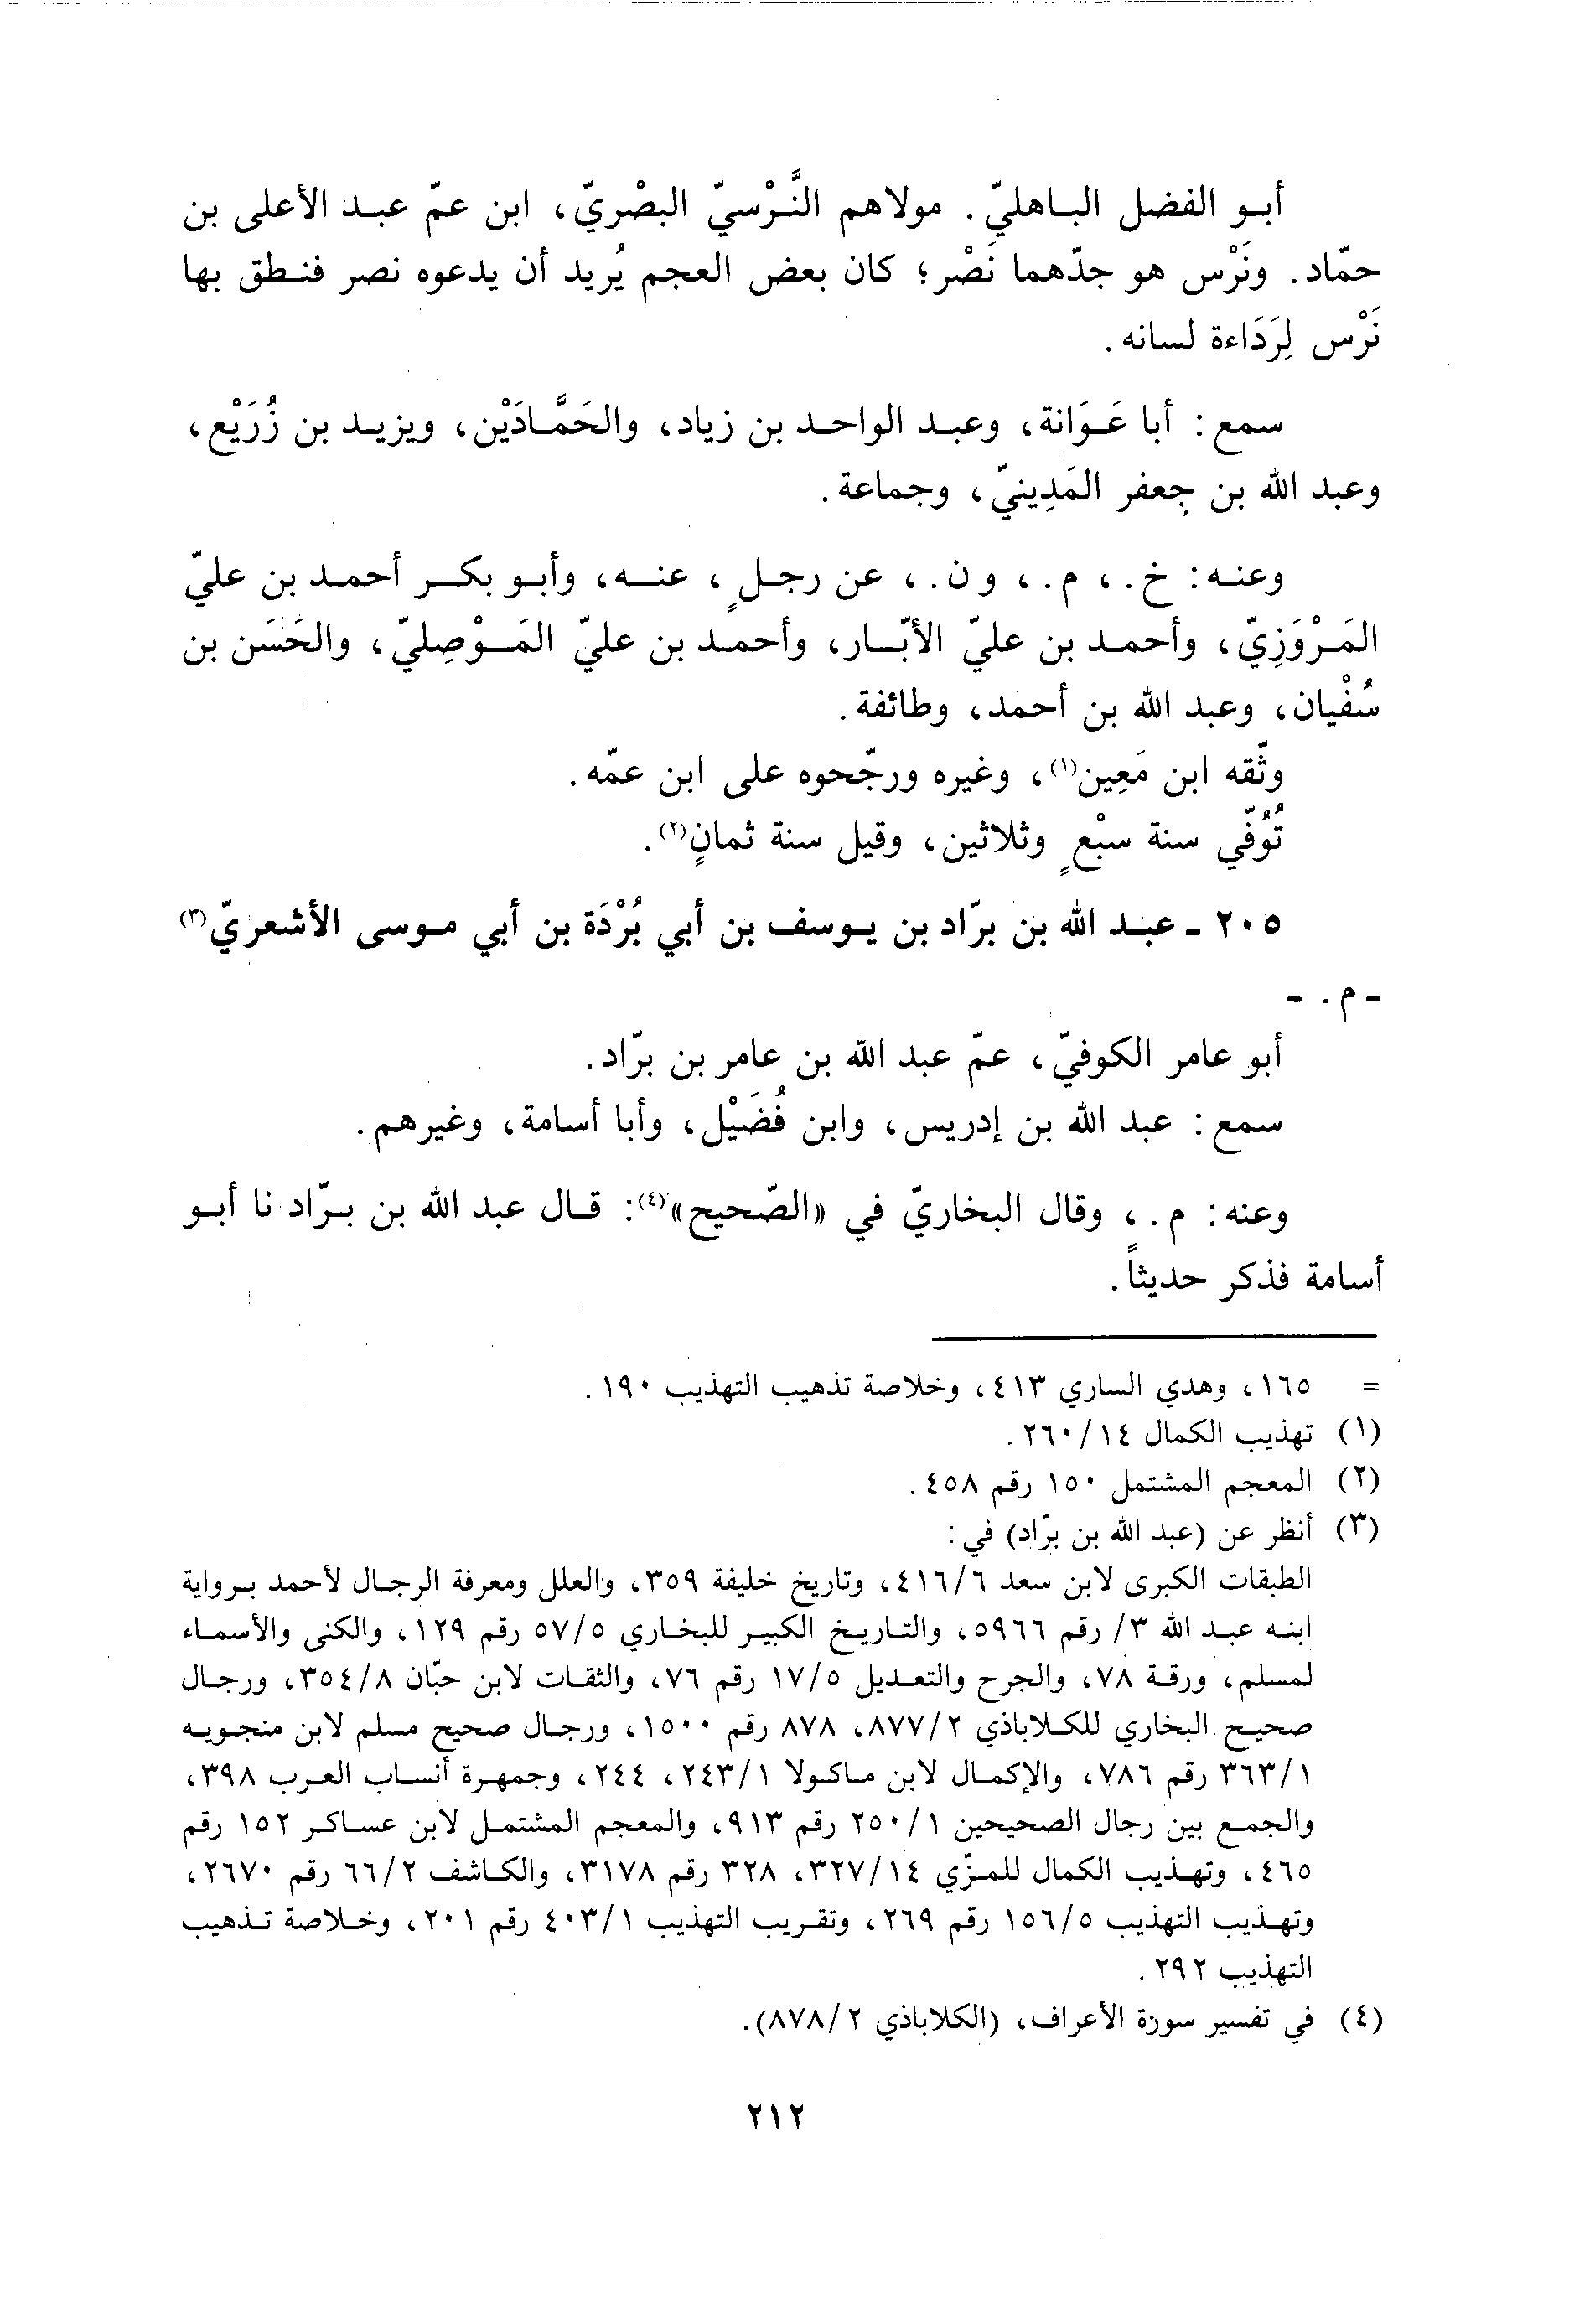 أبو الفضل الباهليّ. مولاهم النَّرْسيّ البصْريّ، ابن عمّ عبد الأعلى بن
حمّاد. ونَرْس هو جدّهما نَصْر؛ كان بعض العجم يُريد أن يدعوه نصر فنطق بها
نَرْس لِرَدَاءة لسانه.
سمع: أبا عَوَانة، وعبد الواحد بن زياد، والحَمَّادَيْن، ويزيد بن زُرَيْع،
وعبد الله بن جعفر المَدِينيّ، وجماعة.
وعنه: خ.، م.، ون.، عن رجلٍ، عنه، وأبو بكر أحمد بن عليّ
المَرْوَزِيّ، وأحمد بن عليّ الأبّار، وأحمد بن عليّ المَوْصِليّ، والحَسَن بن
سُفْيان، وعبد الله بن أحمد، وطائفة.
وثّقه ابن مَعِين(١)، وغيره ورجّحوه على ابن عمّه.
تُوُفّي سنة سبْعٍ وثلاثين، وقيل سنة ثمانٍ(٢).
٢٠٥ - عبد الله بن برّاد بن يوسف بن أبي بُرْدَة بن أبي موسى الأشعريّ(٣)
- م. -
أبو عامر الكوفيّ، عمّ عبد الله بن عامر بن برّاد.
سمع: عبد الله بن إدريس، وابن فُضَيْل، وأبا أسامة، وغيرهم.
وعنه: م.، وقال البخاريّ في «الصّحيح»(٤): قال عبد الله بن برّاد نا أبو
أسامة فذكر حديثاً.
= ١٦٥، وهدي الساري ٤١٣، وخلاصة تذهيب التهذيب ١٩٠.
(١) تهذيب الكمال ٢٦٠/١٤.
(٢) المعجم المشتمل ١٥٠ رقم ٤٥٨.
(٣) أنظر عن (عبد الله بن برّاد) في:
الطبقات الكبرى لابن سعد ٤١٦/٦، وتاريخ خليفة ٣٥٩، والعلل ومعرفة الرجال لأحمد برواية
ابنه عبد الله ٣/ رقم ٥٩٦٦، والتاريخ الكبير للبخاري ٥٧/٥ رقم ١٢٩، والكنى والأسماء
لمسلم، ورقة ٧٨، والجرح والتعديل ١٧/٥ رقم ٧٦، والثقات لابن حبّان ٣٥٤/٨، ورجال
صحيح البخاري للكلاباذي ٨٧٧/٢، ٨٧٨ رقم ١٥٠٠، ورجال صحيح مسلم لابن منجويه
٣٦٣/١ رقم ٧٨٦، والإكمال لابن ماكولا ٢٤٣/١، ٢٤٤، وجمهرة أنساب العرب ٣٩٨،
والجمع بين رجال الصحيحين ٢٥٠/١ رقم ٩١٣، والمعجم المشتمل لابن عساكر ١٥٢ رقم
٤٦٥، وتهذيب الكمال للمزّي ٣٢٧/١٤، ٣٢٨ رقم ٣١٧٨، والكاشف ٦٦/٢ رقم ٢٦٧٠،
وتهذيب التهذيب ١٥٦/٥ رقم ٢٦٩، وتقريب التهذيب ٤٠٣/١ رقم ٢٠١، وخلاصة تذهيب
التهذيب ٢٩٢.
(٤) في تفسير سورة الأعراف، (الكلاباذي ٨٧٨/٢).
٢١٢